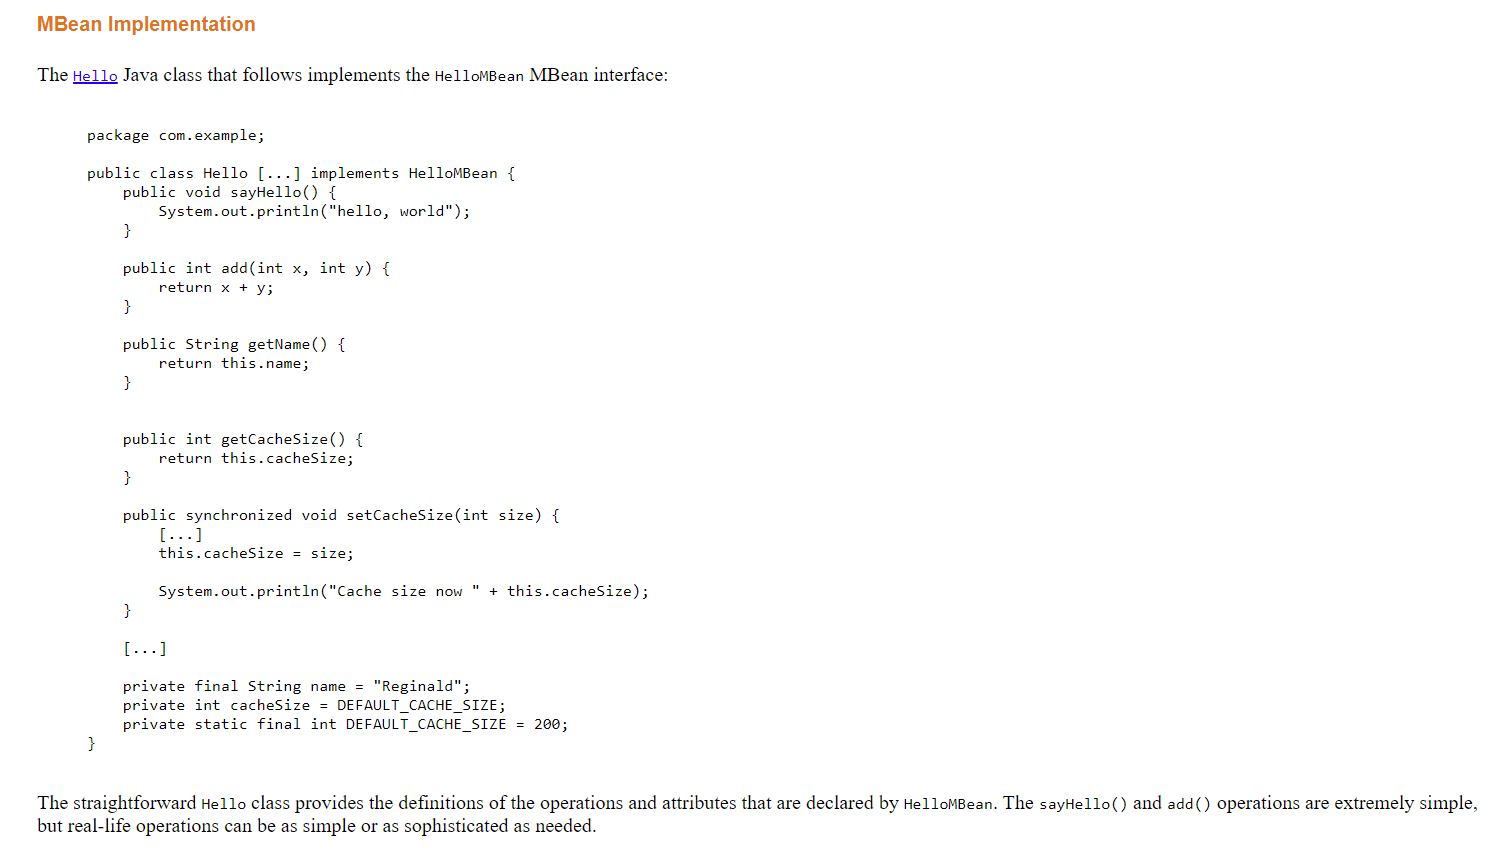 MBean Implementation
The Hello Java class that follows implements the HelloMBean MBean interface:
package com.example;
public class Hello [...] implements HelloMBean {
    public void sayHello() {
        System.out.println("hello, world");
    }
    public int add(int x, int y) {
        return x + y;
    }
    public String getName() {
        return this.name;
    }
    public int getCacheSize() {
        return this.cacheSize;
    }
    public synchronized void setCacheSize(int size) {
        [...]
        this.cacheSize = size;
        System.out.println("Cache size now " + this.cacheSize);
    }
    [...]
    private final String name = "Reginald";
    private int cacheSize = DEFAULT_CACHE_SIZE;
    private static final int DEFAULT_CACHE_SIZE = 200;
}
The straightforward Hello class provides the definitions of the operations and attributes that are declared by HelloMBean. The sayHello() and add() operations are extremely simple,
but real-life operations can be as simple or as sophisticated as needed.